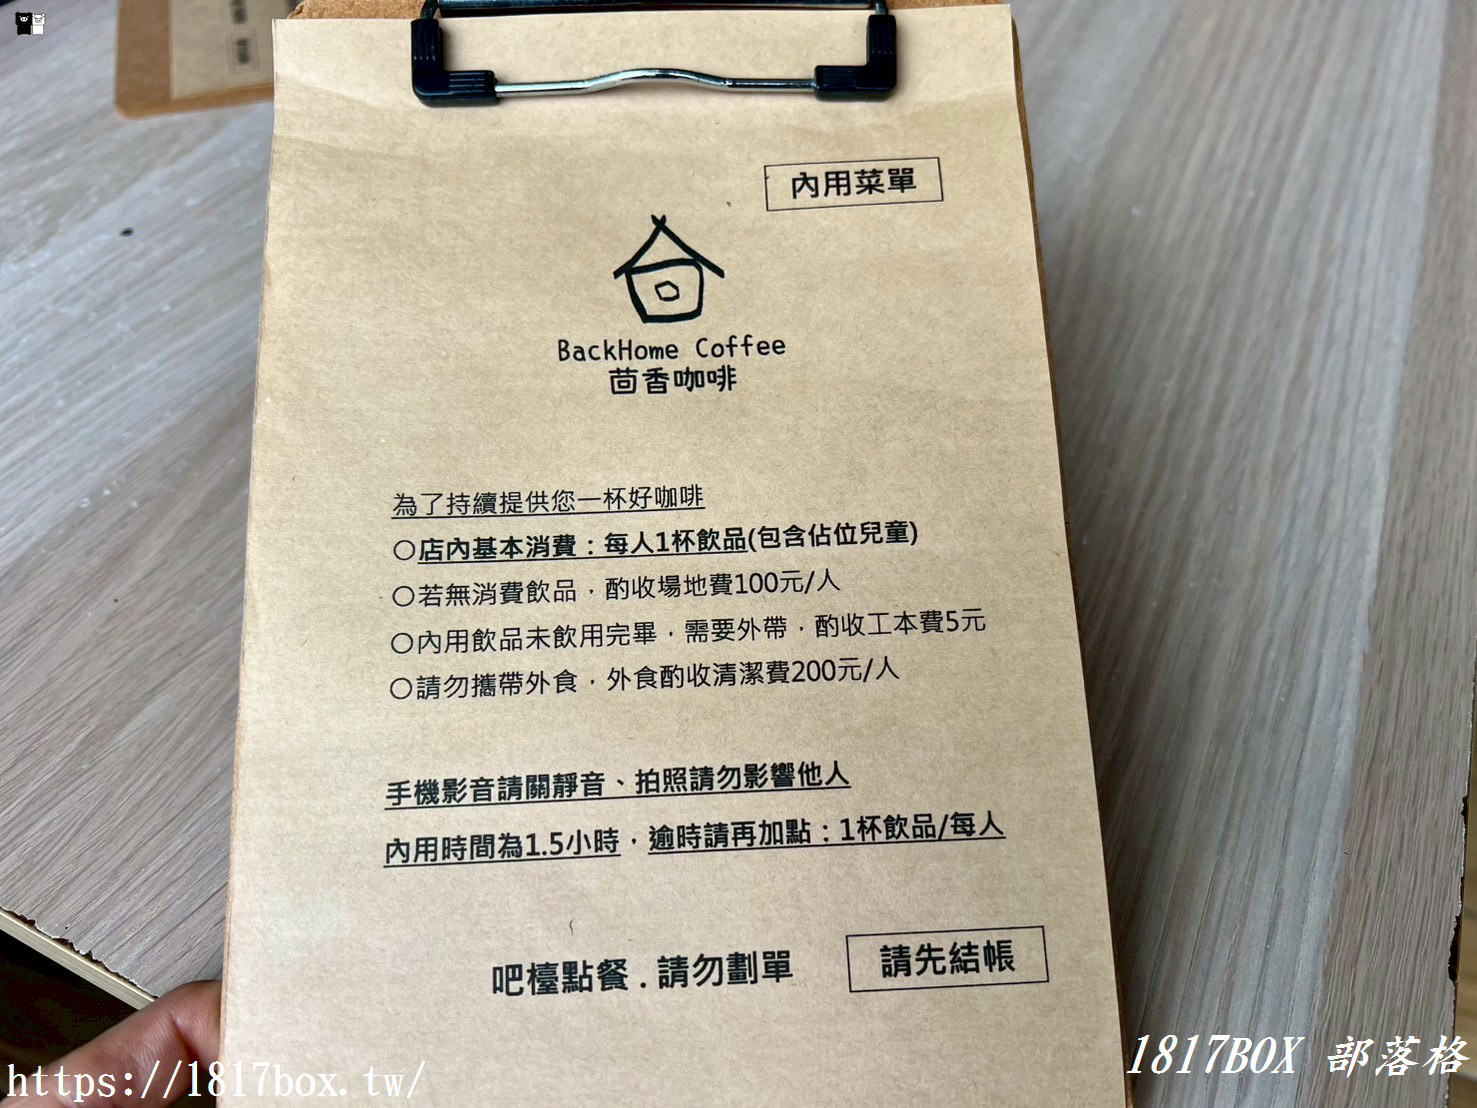 內用菜單
BackHome Coffee
茴香咖啡
為了持續提供您一杯好咖啡
○店內基本消費：每人1杯飲品(包含佔位兒童)
○若無消費飲品，酌收場地費100元/人
○內用飲品未飲用完畢，需要外帶，酌收工本費5元
○請勿攜帶外食，外食酌收清潔費200元/人
手機影音請關靜音、拍照請勿影響他人
內用時間為1.5小時，逾時請再加點：1杯飲品/每人
吧檯點餐.請勿劃單 請先結帳
1817BOX 部落格
https://1817box.tw/